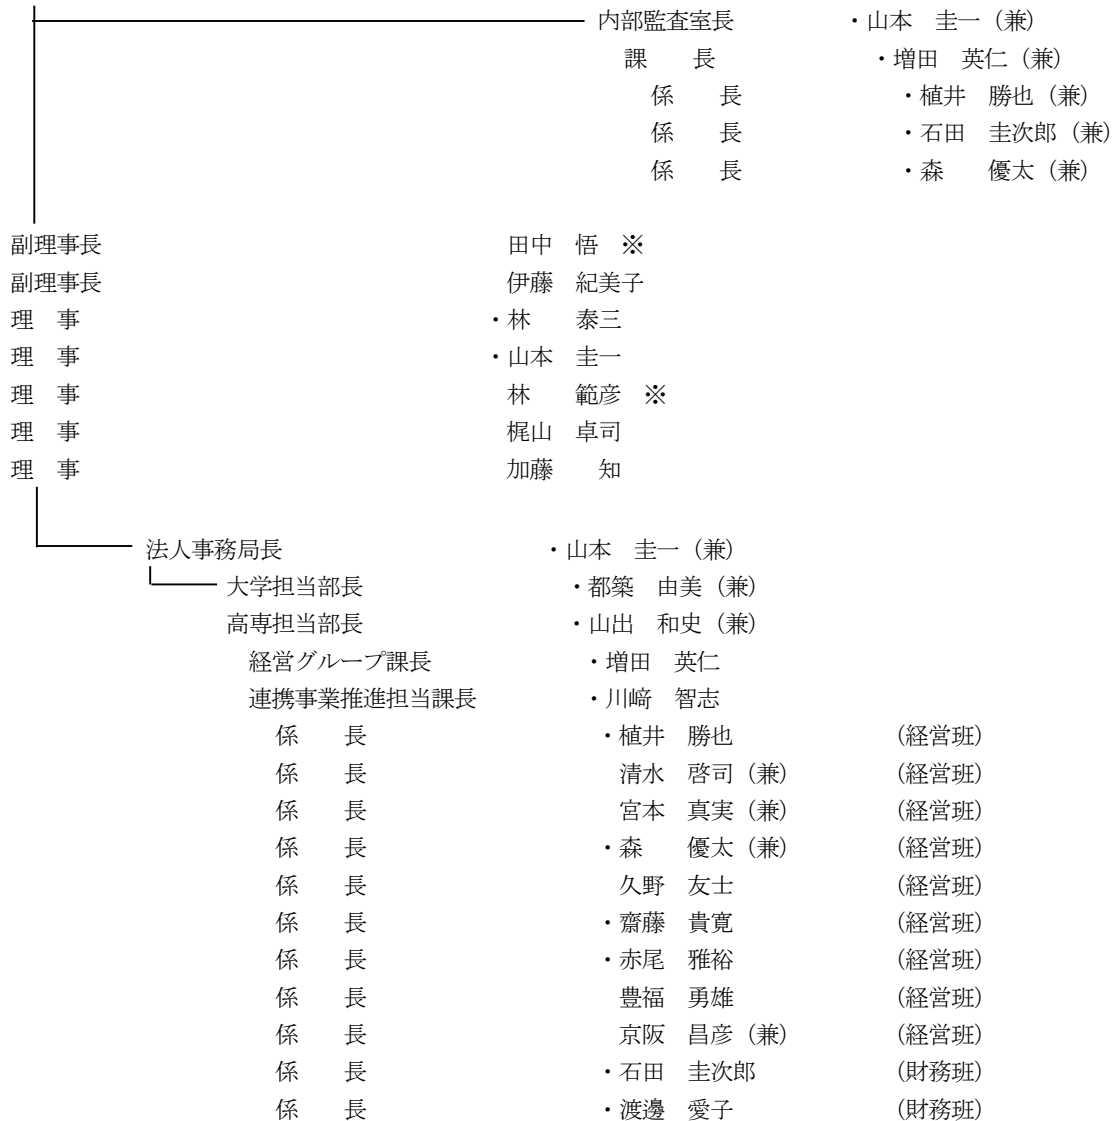 内部監査室長 ・山本　圭一（兼）
課　　長 ・増田　英仁（兼）
係　　長 ・植井　勝也（兼）
係　　長 ・石田　圭次郎（兼）
係　　長 ・森　　優太（兼）
副理事長 田中　悟　※
副理事長 伊藤　紀美子
理　事 ・林　　泰三
理　事 ・山本　圭一
理　事 林　　範彦　※
理　事 梶山　卓司
理　事 加藤　　知
法人事務局長 ・山本　圭一（兼）
大学担当部長 ・都築　由美（兼）
高専担当部長 ・山出　和史（兼）
経営グループ課長 ・増田　英仁
連携事業推進担当課長 ・川﨑　智志
係　　長 ・植井　勝也 （経営班）
係　　長 清水　啓司（兼） （経営班）
係　　長 宮本　真実（兼） （経営班）
係　　長 ・森　　優太（兼） （経営班）
係　　長 久野　友士 （経営班）
係　　長 ・齋藤　貴寛 （経営班）
係　　長 ・赤尾　雅裕 （経営班）
係　　長 豊福　勇雄 （経営班）
係　　長 京阪　昌彦（兼） （経営班）
係　　長 ・石田　圭次郎 （財務班）
係　　長 ・渡邊　愛子 （財務班）